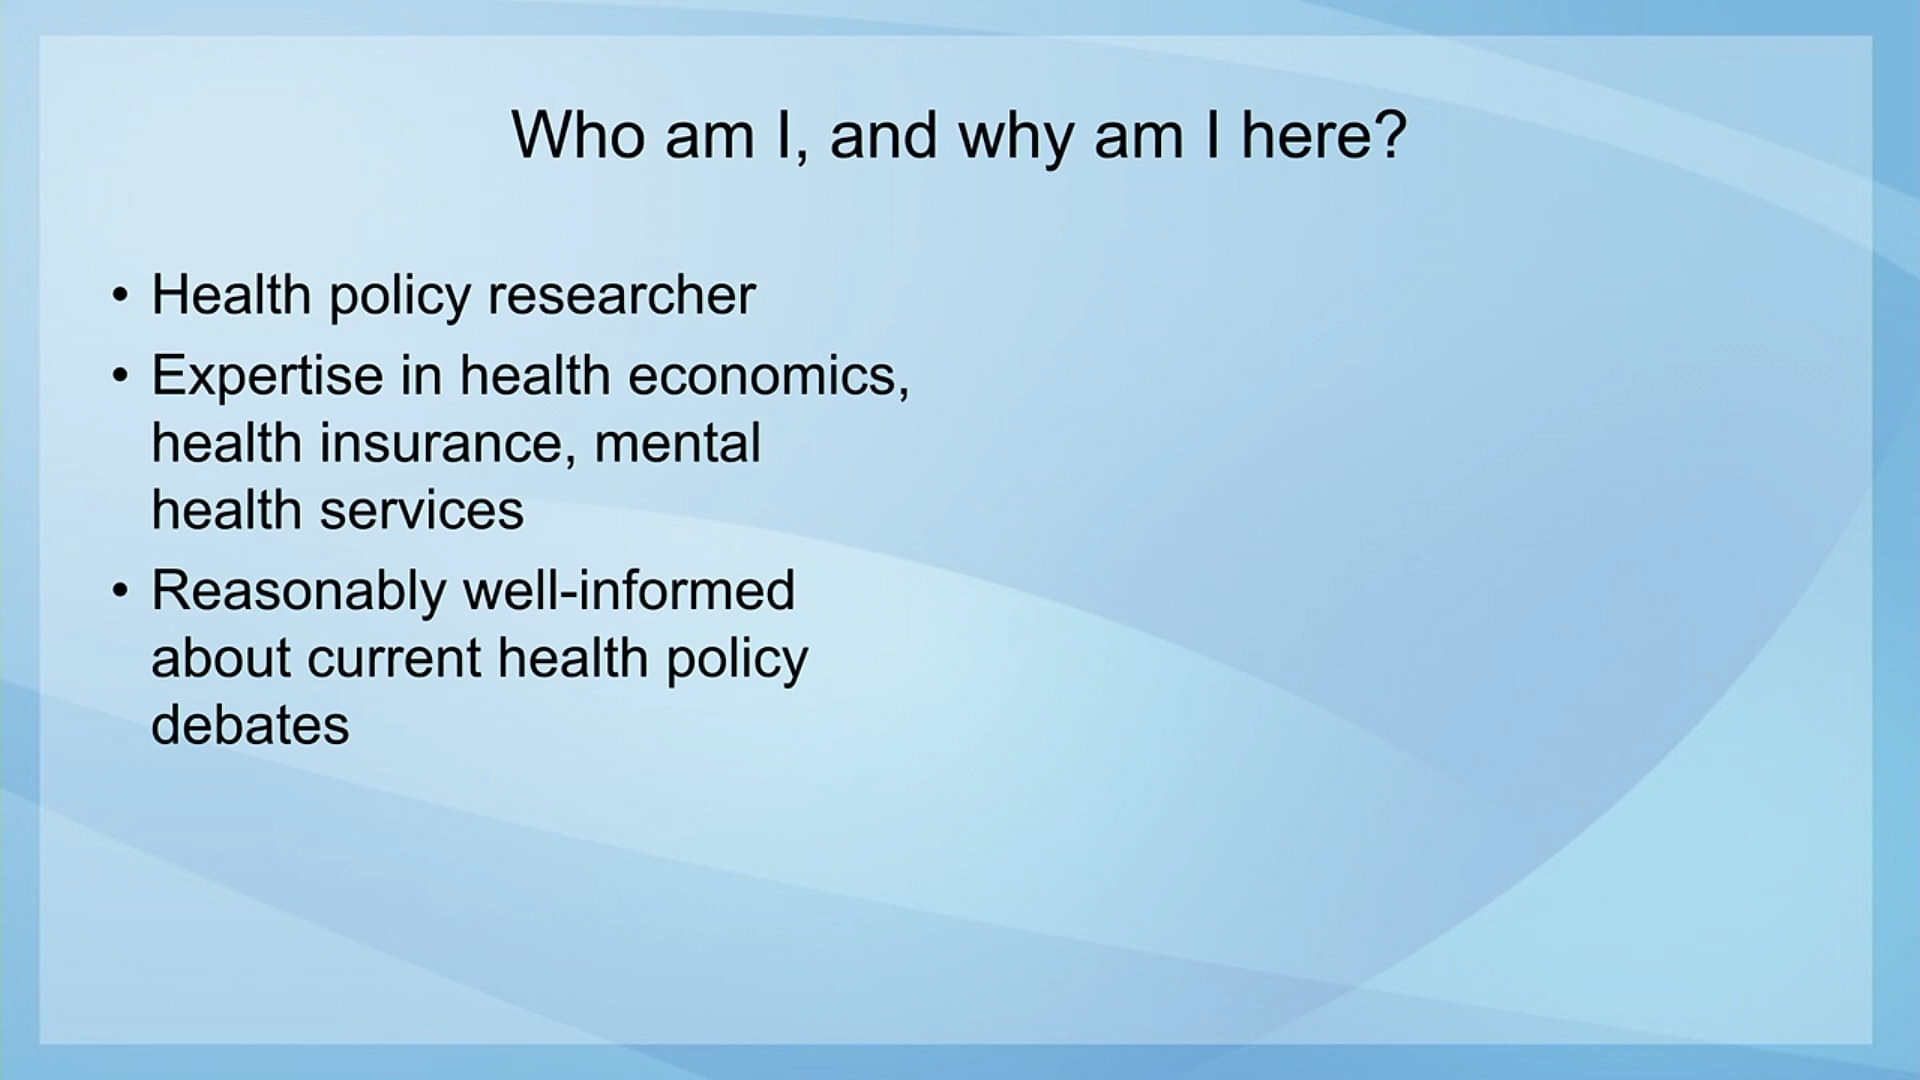 Who am I, and why am I here?
• Health policy researcher
• Expertise in health economics,
health insurance, mental
health services
• Reasonably well-informed
about current health policy
debates